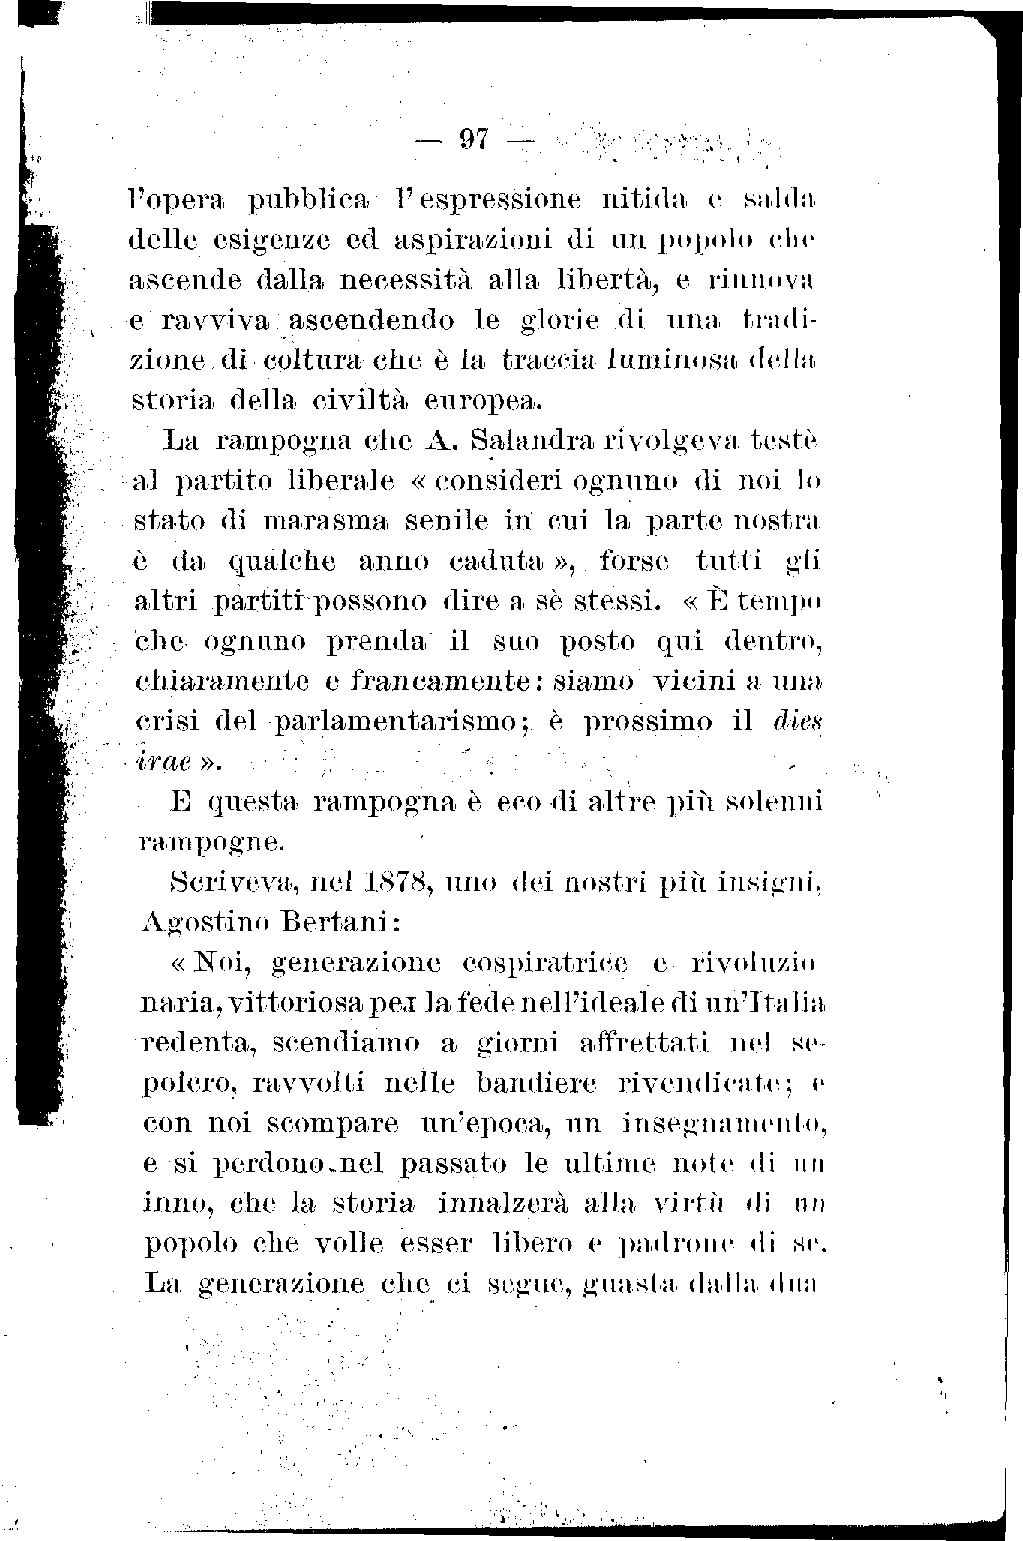 — 97 —
l'opera pubblica l'espressione nitida e salda
delle esigenze ed aspirazioni di un popolo che
ascende dalla necessità alla libertà, e rinnova
e ravviva ascendendo le glorie di una tradi-
zione di coltura che è la traccia luminosa della
storia della civiltà europea.
La rampogna che A. Salandra rivolgeva testè
al partito liberale « consideri ognuno di noi lo
stato di marasma senile in cui la parte nostra
è da qualche anno caduta », forse tutti gli
altri partiti possono dire a sè stessi. « È tempo
che ognuno prenda il suo posto qui dentro,
chiaramente e francamente: siamo vicini a una
crisi del parlamentarismo; è prossimo il dies
irae ».
E questa rampogna è eco di altre più solenni
rampogne.
Scriveva, nel 1878, uno dei nostri più insigni,
Agostino Bertani:
« Noi, generazione cospiratrice e rivoluzio
naria, vittoriosa per la fede nell'ideale di un'Italia
redenta, scendiamo a giorni affrettati nel se-
polcro, ravvolti nelle bandiere rivendicate; e
con noi scompare un'epoca, un insegnamento,
e si perdono nel passato le ultime note di un
inno, che la storia innalzerà alla virtù di un
popolo che volle esser libero e padrone di se.
La generazione che ci segue, guasta dalla dua